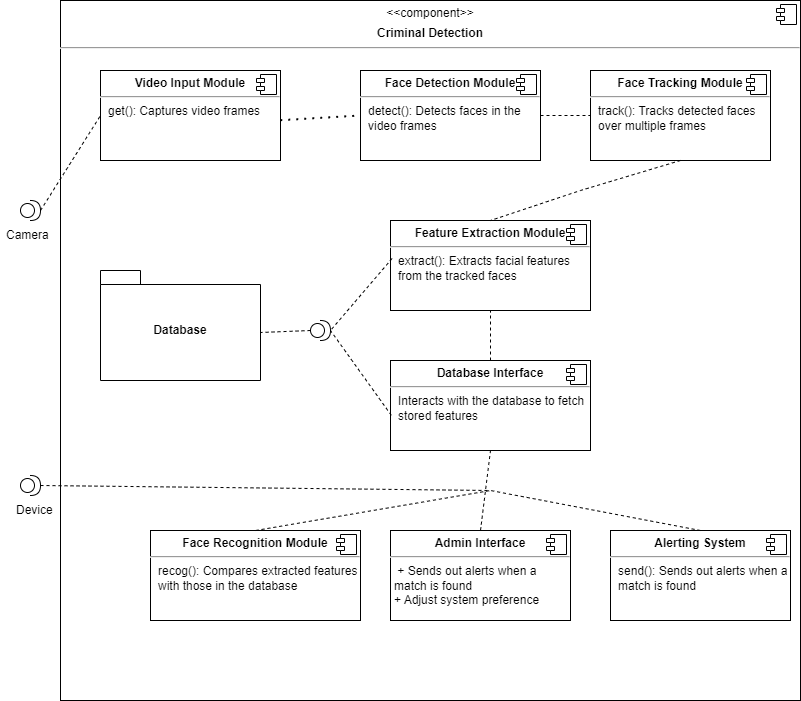 <<component>>
Criminal Detection
Video Input Module
get(): Captures video frames
Face Detection Module
detect(): Detects faces in the
video frames
Face Tracking Module
track(): Tracks detected faces
over multiple frames
Camera
Feature Extraction Module
extract(): Extracts facial features
from the tracked faces
Database
Database Interface
Interacts with the database to fetch
stored features
Device
Face Recognition Module
recog(): Compares extracted features
with those in the database
Admin Interface
+ Sends out alerts when a
match is found
+ Adjust system preference
Alerting System
send(): Sends out alerts when a
match is found